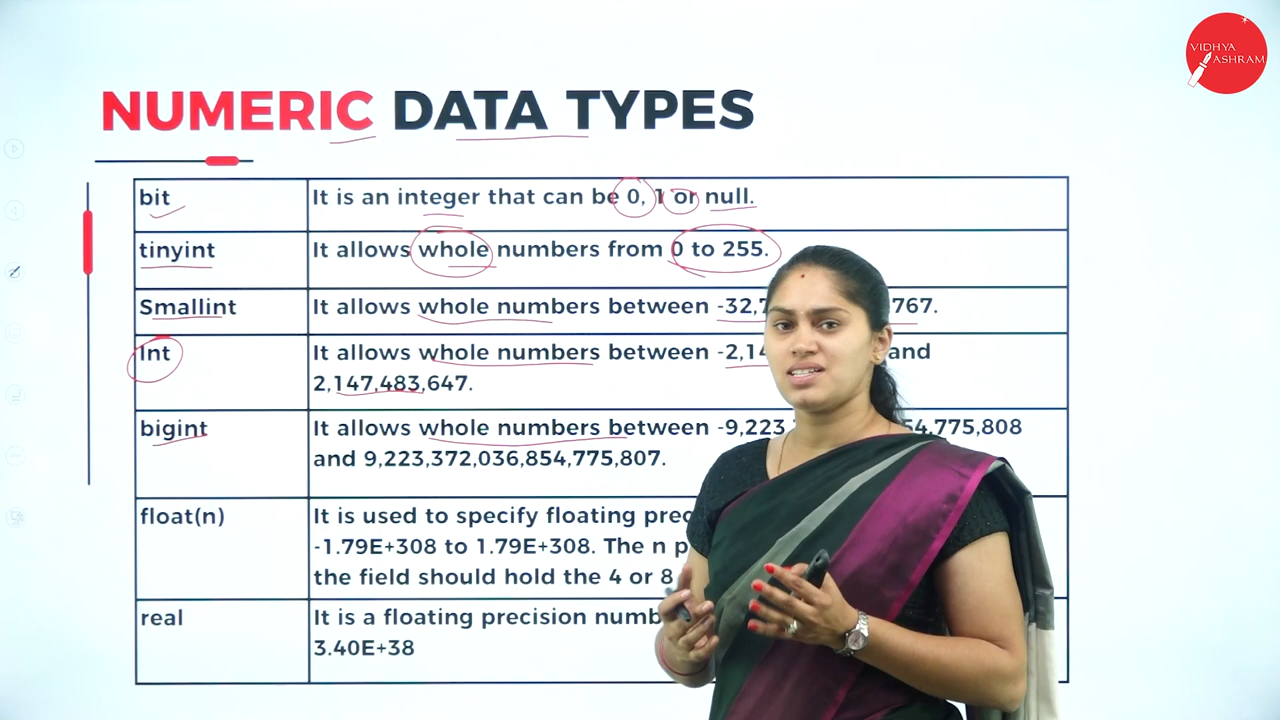 VIDHYA
ASHRAM
NUMERIC DATA TYPES
bit
It is an integer that can be 0, 1 or null.
tinyint
It allows whole numbers from 0 to 255.
Smallint
It allows whole numbers between -32,7 767.
Int
It allows whole numbers between -2,14 and
2,147,483,647.
bigint
It allows whole numbers between -9,223 54,775,808
and 9,223,372,036,854,775,807.
float(n)
It is used to specify floating prec
-1.79E+308 to 1.79E+308. The n p
the field should hold the 4 or 8
real
It is a floating precision numb
3.40E+38